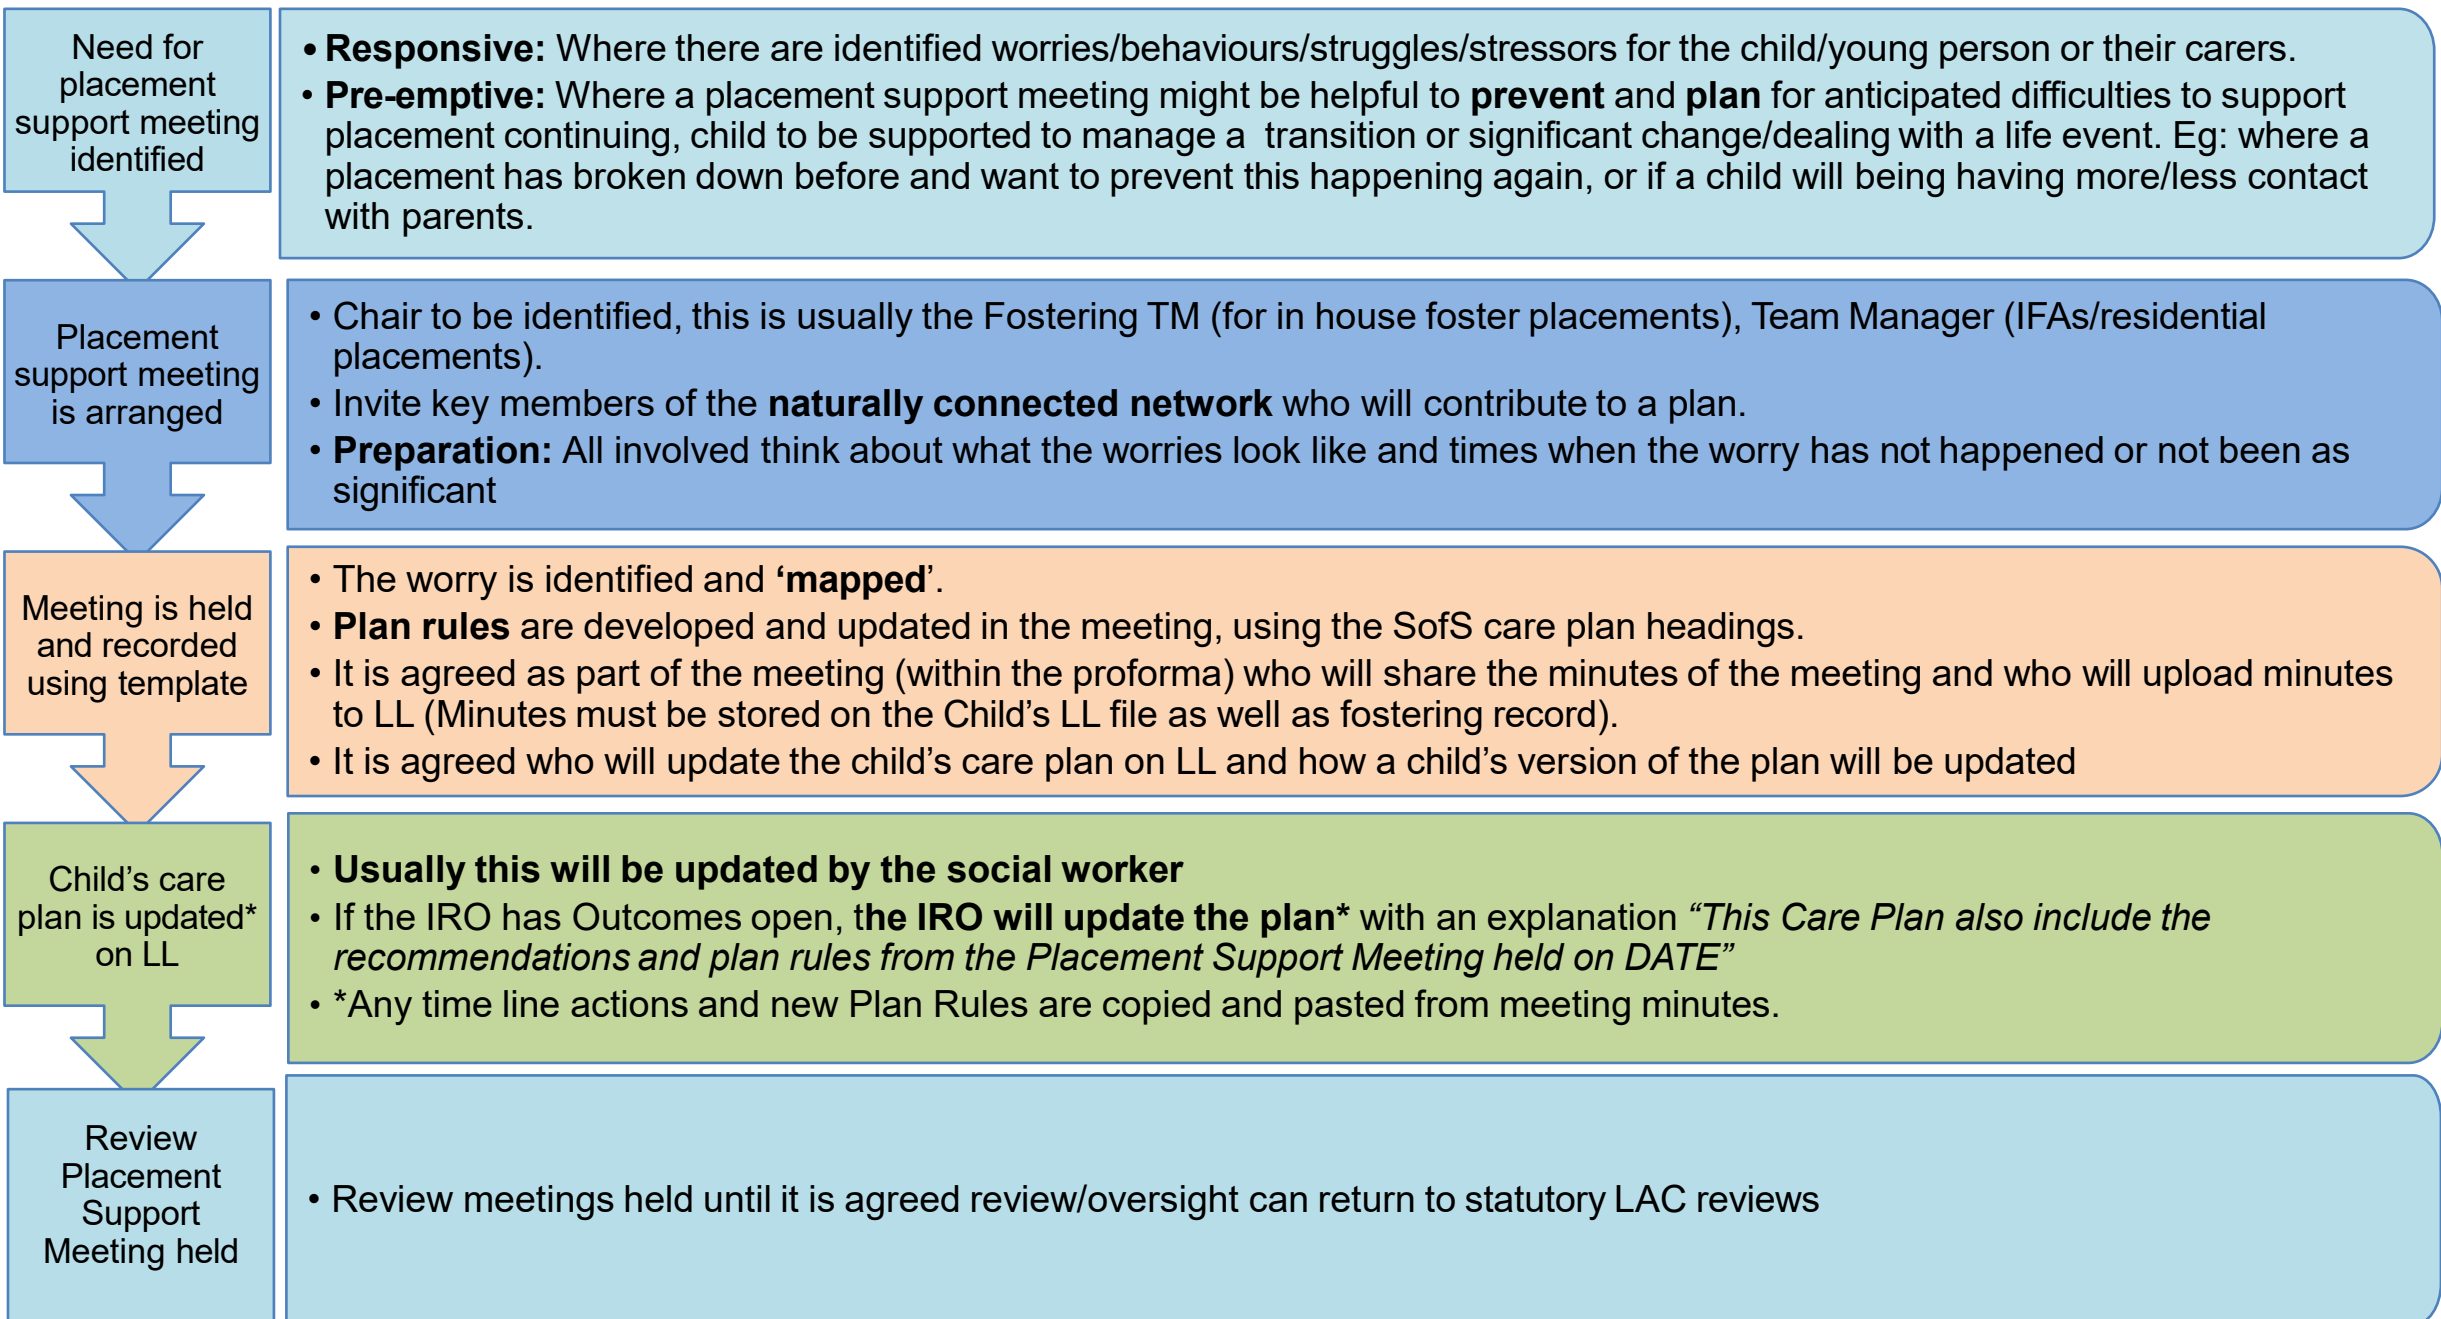 Need for
placement
support meeting
identified
• Responsive: Where there are identified worries/behaviours/struggles/stressors for the child/young person or their carers.
• Pre-emptive: Where a placement support meeting might be helpful to prevent and plan for anticipated difficulties to support
placement continuing, child to be supported to manage a transition or significant change/dealing with a life event. Eg: where a
placement has broken down before and want to prevent this happening again, or if a child will being having more/less contact
with parents.
Placement
support meeting
is arranged
• Chair to be identified, this is usually the Fostering TM (for in house foster placements), Team Manager (IFAs/residential
placements).
• Invite key members of the naturally connected network who will contribute to a plan.
• Preparation: All involved think about what the worries look like and times when the worry has not happened or not been as
significant
Meeting is held
and recorded
using template
• The worry is identified and ‘mapped’.
• Plan rules are developed and updated in the meeting, using the SofS care plan headings.
• It is agreed as part of the meeting (within the proforma) who will share the minutes of the meeting and who will upload minutes
to LL (Minutes must be stored on the Child’s LL file as well as fostering record).
• It is agreed who will update the child’s care plan on LL and how a child’s version of the plan will be updated
Child’s care
plan is updated*
on LL
• Usually this will be updated by the social worker
• If the IRO has Outcomes open, the IRO will update the plan* with an explanation “This Care Plan also include the
recommendations and plan rules from the Placement Support Meeting held on DATE”
• *Any time line actions and new Plan Rules are copied and pasted from meeting minutes.
Review
Placement
Support
Meeting held
• Review meetings held until it is agreed review/oversight can return to statutory LAC reviews